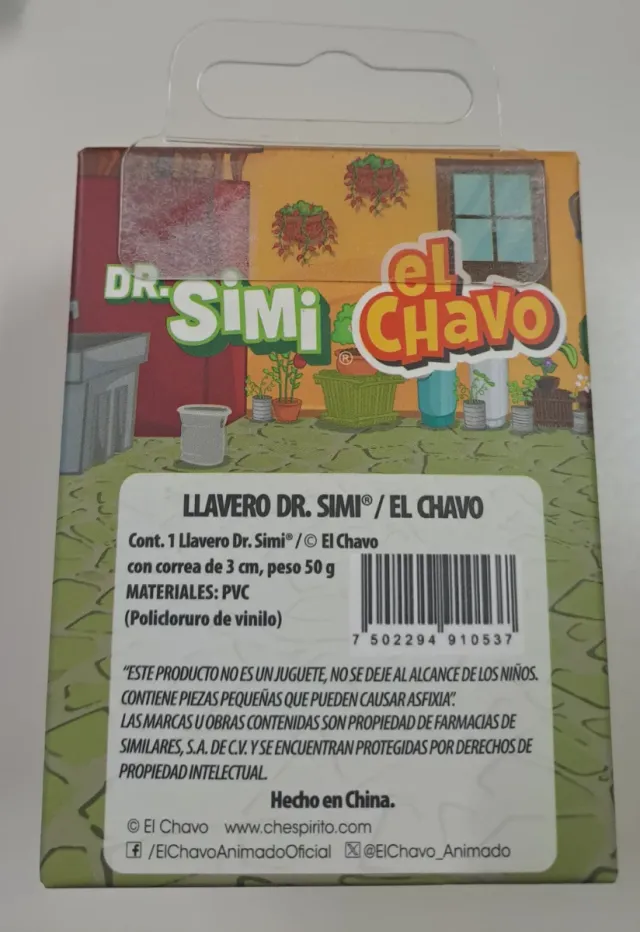 DR. SiMi®
el CHaVO
LLAVERO DR. SIMI® / EL CHAVO
Cont. 1 Llavero Dr. Simi® / © El Chavo
con correa de 3 cm, peso 50 g
MATERIALES: PVC
(Policloruro de vinilo)
7 502294 910537
"ESTE PRODUCTO NO ES UN JUGUETE, NO SE DEJE AL ALCANCE DE LOS NIÑOS.
CONTIENE PIEZAS PEQUEÑAS QUE PUEDEN CAUSAR ASFIXIA".
LAS MARCAS U OBRAS CONTENIDAS SON PROPIEDAD DE FARMACIAS DE
SIMILARES, S.A. DE C.V. Y SE ENCUENTRAN PROTEGIDAS POR DERECHOS DE
PROPIEDAD INTELECTUAL.
Hecho en China.
© El Chavo www.chespirito.com
f /ElChavoAnimadoOficial X @ElChavo_Animado